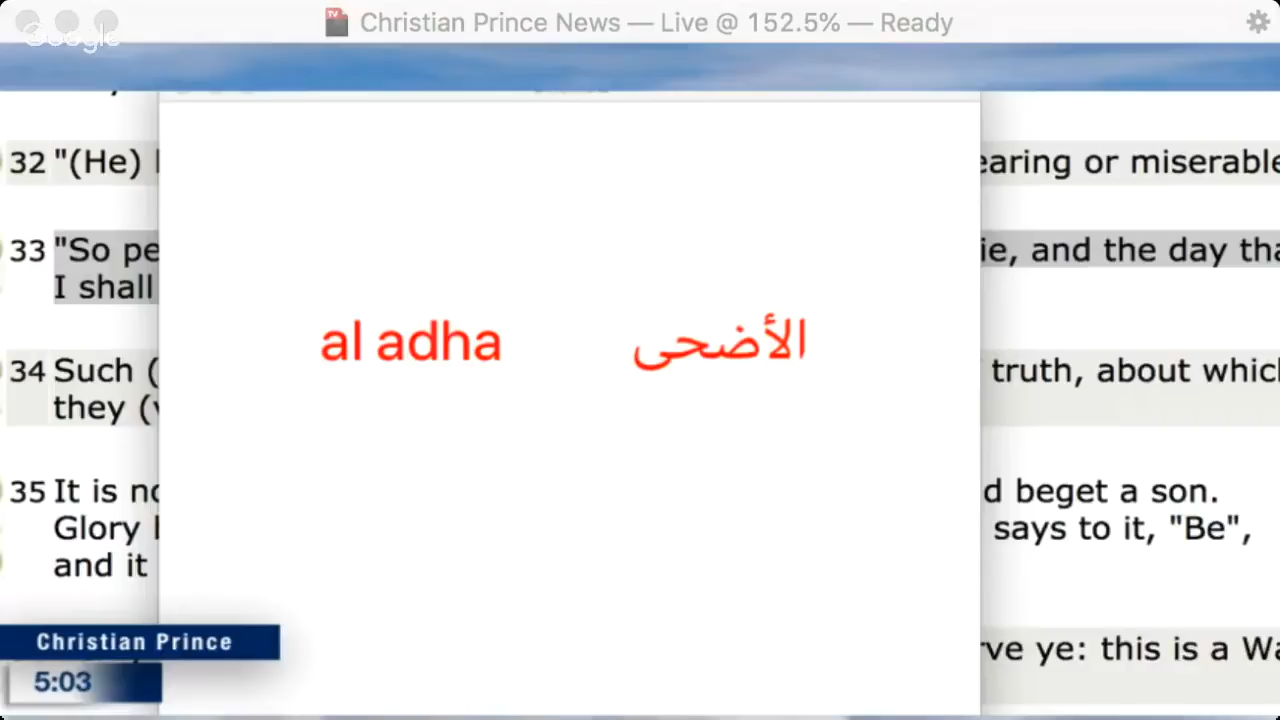 Christian Prince News — Live @ 152.5% — Ready
Google
32 "(He) earing or miserable
33 "So pe ie, and the day tha
I shall
al adha الأضحى
34 Such ( truth, about which
they (
35 It is no d beget a son.
Glory says to it, "Be",
and it
rve ye: this is a Wa
Christian Prince
5:03